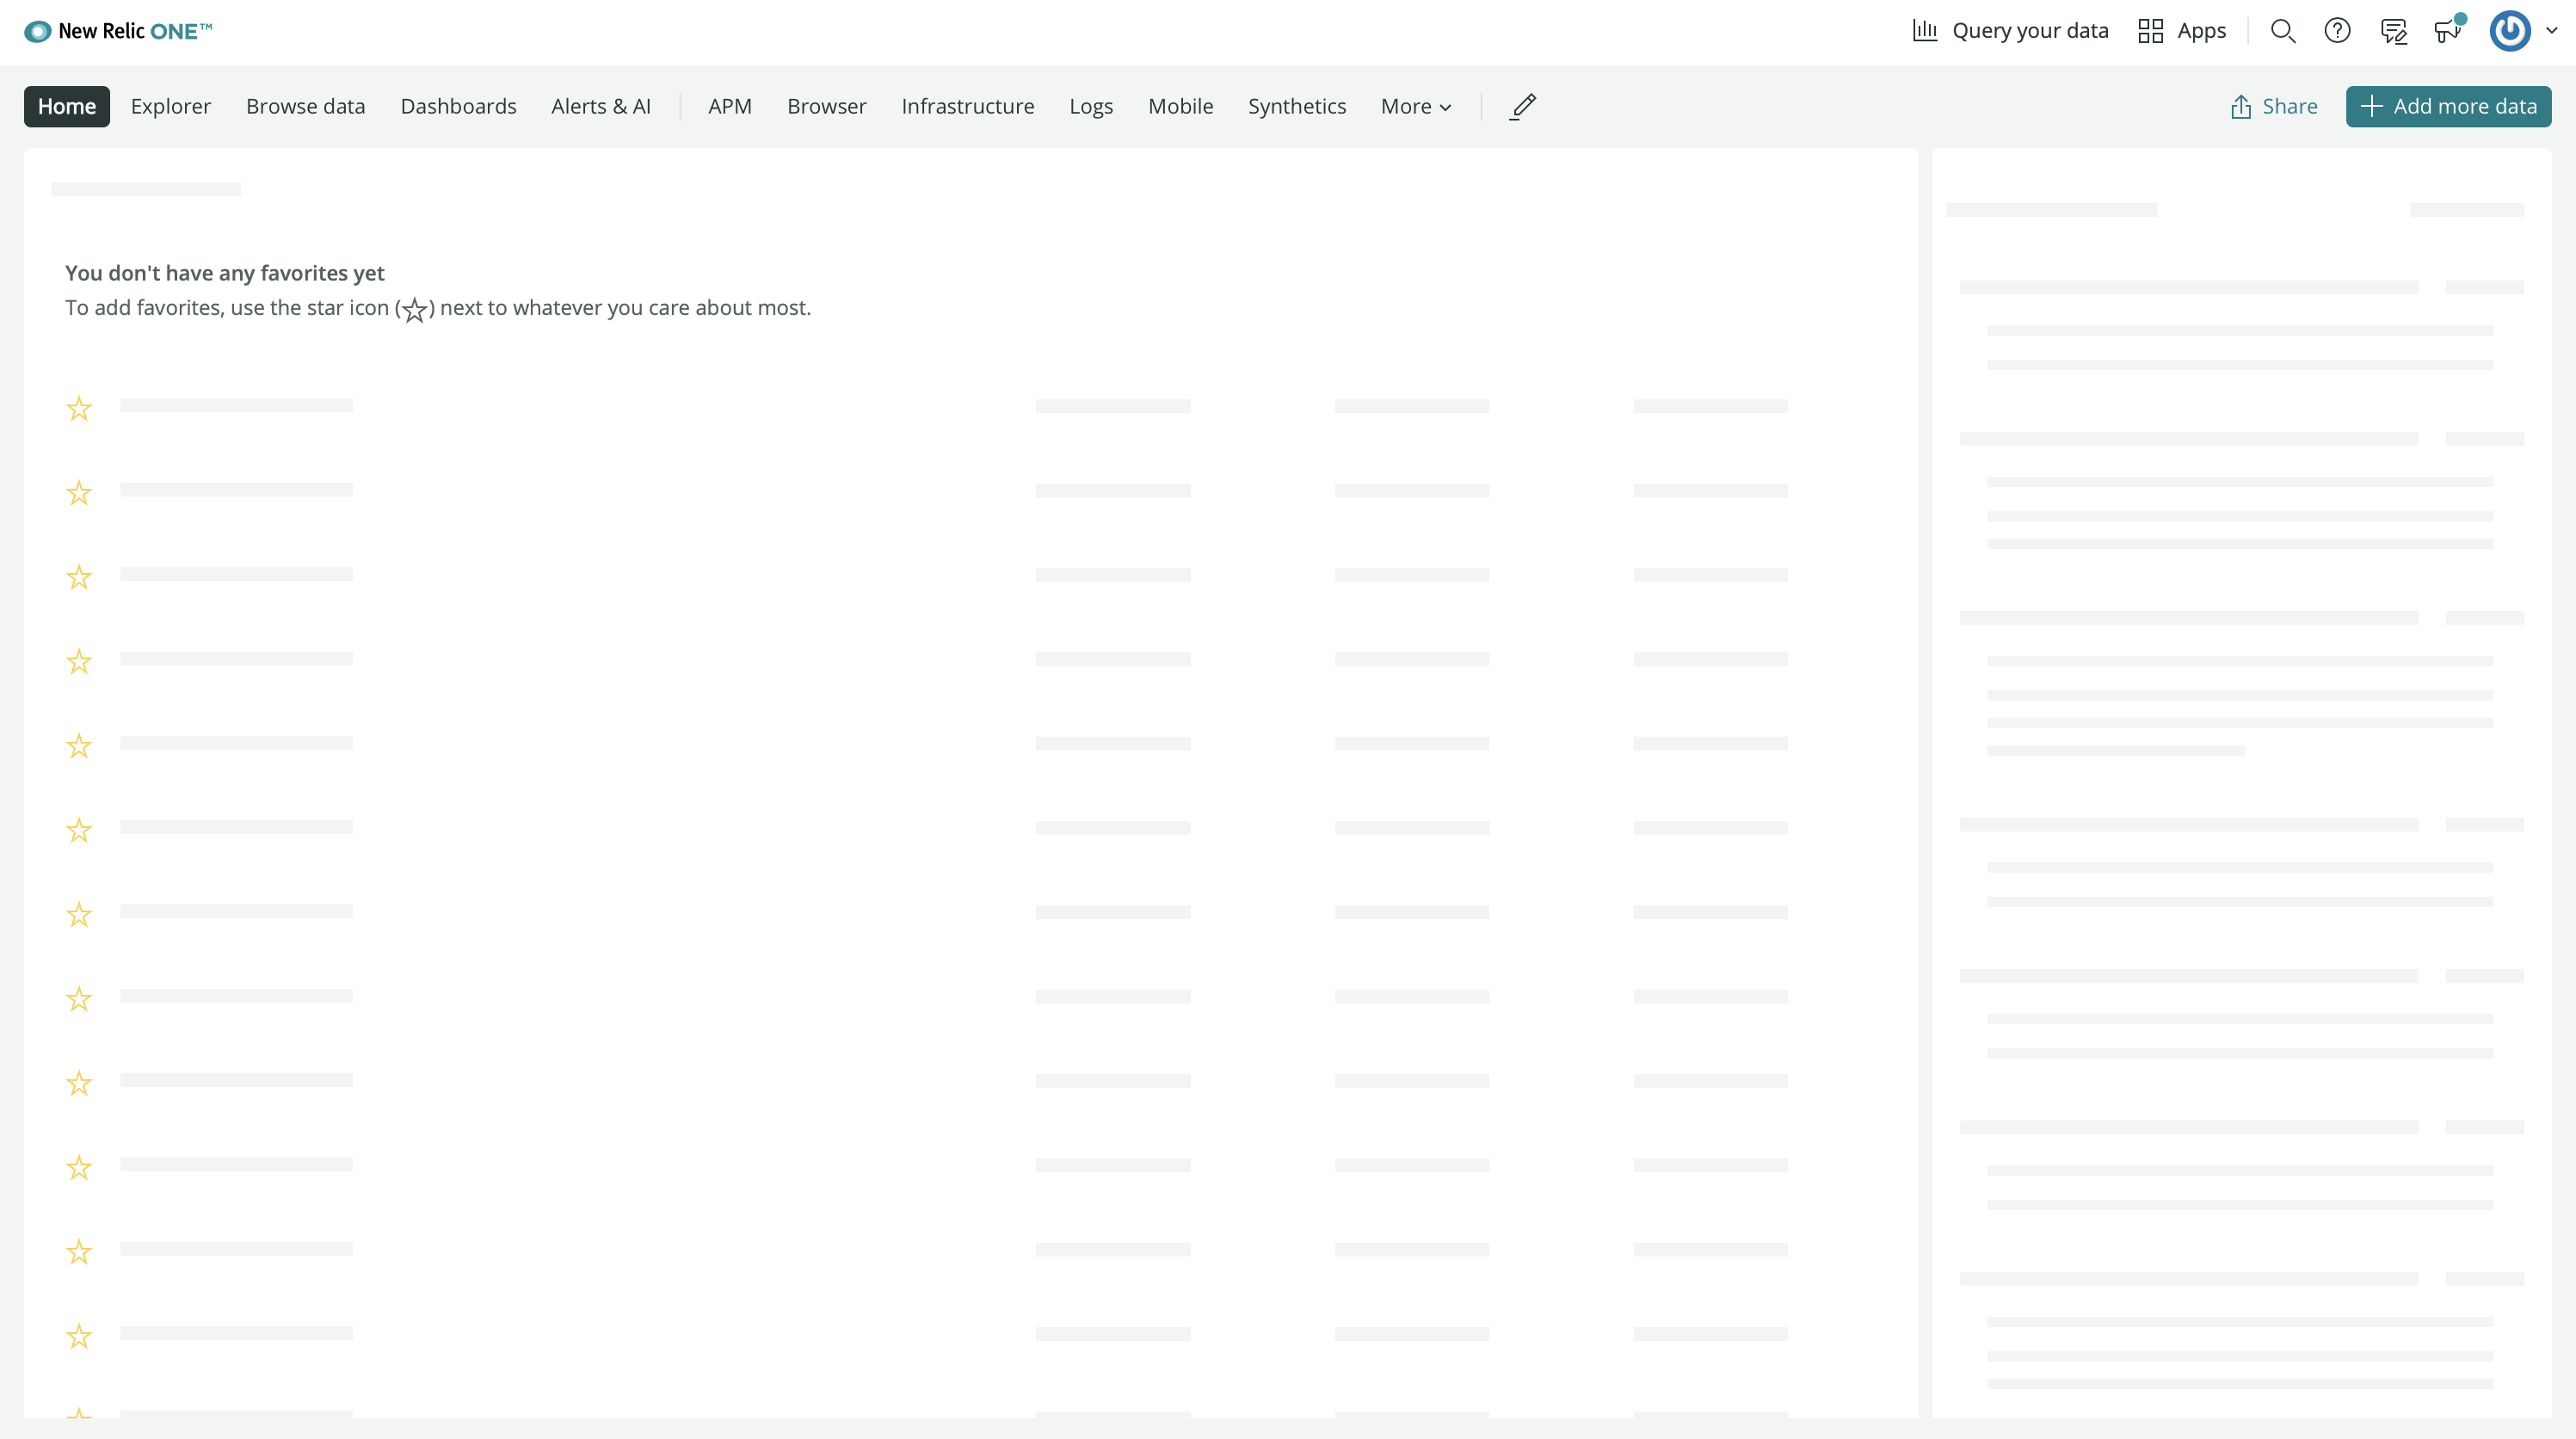 New Relic ONE™
Query your data
Apps
Home
Explorer
Browse data
Dashboards
Alerts & AI
APM
Browser
Infrastructure
Logs
Mobile
Synthetics
More
Share
Add more data
You don't have any favorites yet
To add favorites, use the star icon (☆) next to whatever you care about most.